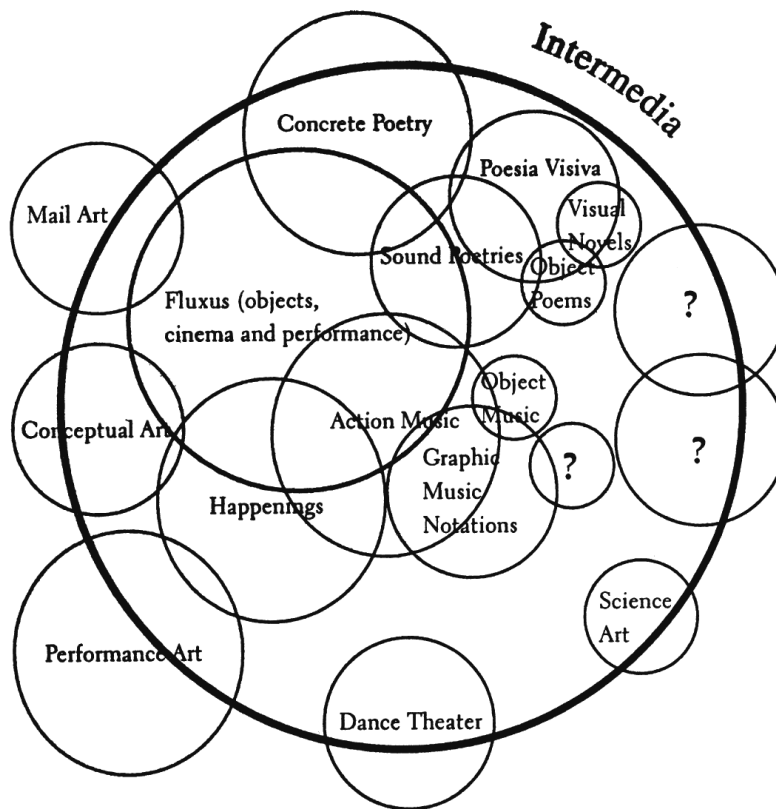 Intermedia
Concrete Poetry
Poesia Visiva
Mail Art
Visual
Novels
Sound Poetries
Object
Poems
Fluxus (objects,
cinema and performance)
?
Object
Music
Conceptual Art
Action Music
Graphic
Music
Notations
?
?
Happenings
Science
Art
Performance Art
Dance Theater